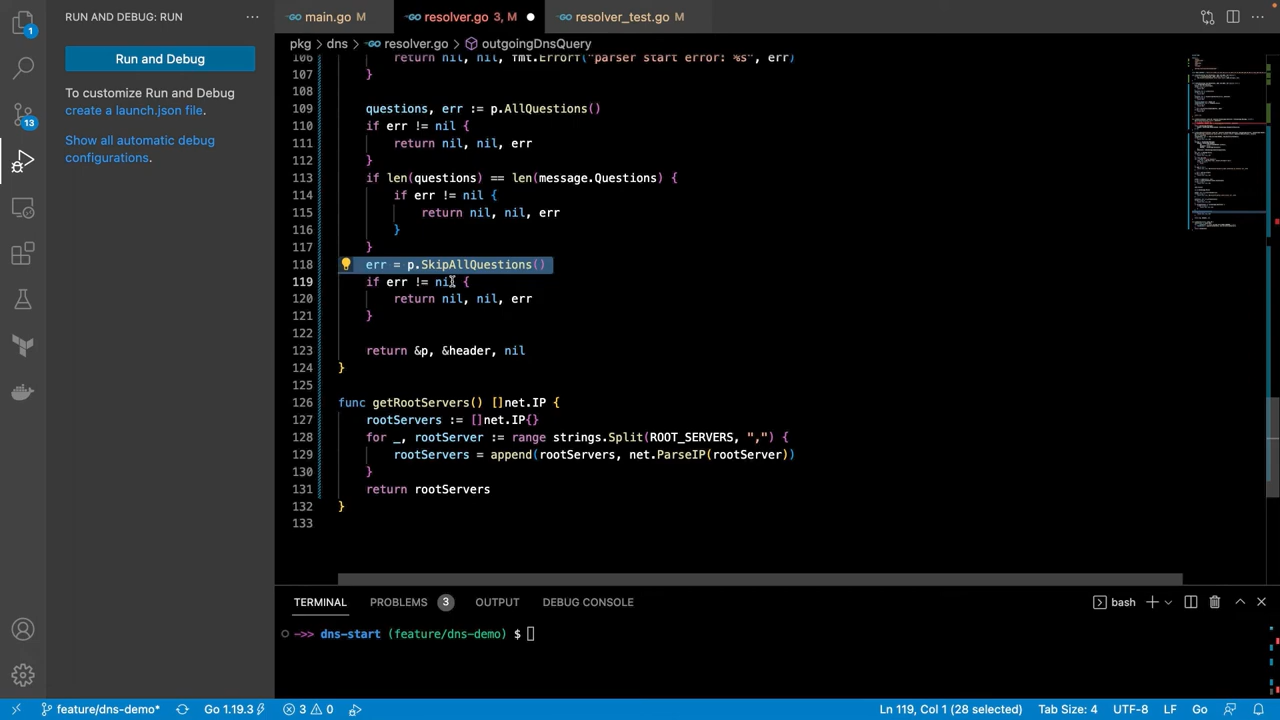 RUN AND DEBUG: RUN
Run and Debug
To customize Run and Debug
create a launch.json file.
Show all automatic debug
configurations.
1
13
main.go M
resolver.go 3, M
resolver_test.go M
pkg > dns > resolver.go > outgoingDnsQuery
106 return nil, nil, fmt.Errorf("parser start error: %s", err)
107 }
108
109 questions, err := p.AllQuestions()
110 if err != nil {
111 return nil, nil, err
112 }
113 if len(questions) == len(message.Questions) {
114 if err != nil {
115 return nil, nil, err
116 }
117 }
118 err = p.SkipAllQuestions()
119 if err != nil {
120 return nil, nil, err
121 }
122
123 return &p, &header, nil
124 }
125
126 func getRootServers() []net.IP {
127 rootServers := []net.IP{}
128 for _, rootServer := range strings.Split(ROOT_SERVERS, ",") {
129 rootServers = append(rootServers, net.ParseIP(rootServer))
130 }
131 return rootServers
132 }
133
TERMINAL PROBLEMS 3 OUTPUT DEBUG CONSOLE bash
->> dns-start (feature/dns-demo) $
feature/dns-demo* Go 1.19.3 3 0 Ln 119, Col 1 (28 selected) Tab Size: 4 UTF-8 LF Go